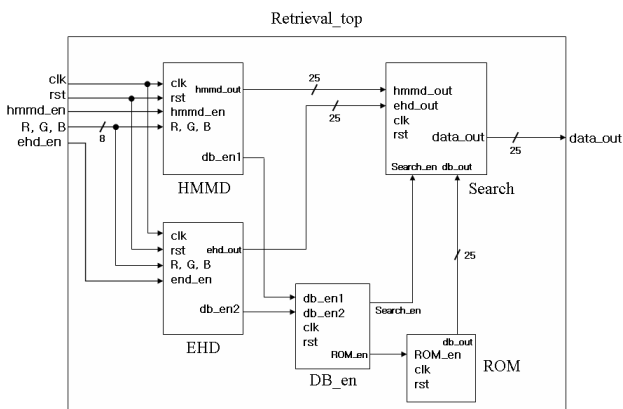 Retrieval_top
clk
rst
hmmd_en
R, G, B
ehd_en
8
clk
rst
hmmd_en
R, G, B
hmmd_out
db_en1
HMMD
25
25
hmmd_out
ehd_out
clk
rst
data_out
Search_en db_out
Search
25
data_out
clk
rst
R, G, B
end_en
ehd_out
db_en2
EHD
db_en1
db_en2
clk
rst
ROM_en
DB_en
Search_en
25
db_out
ROM_en
clk
rst
ROM